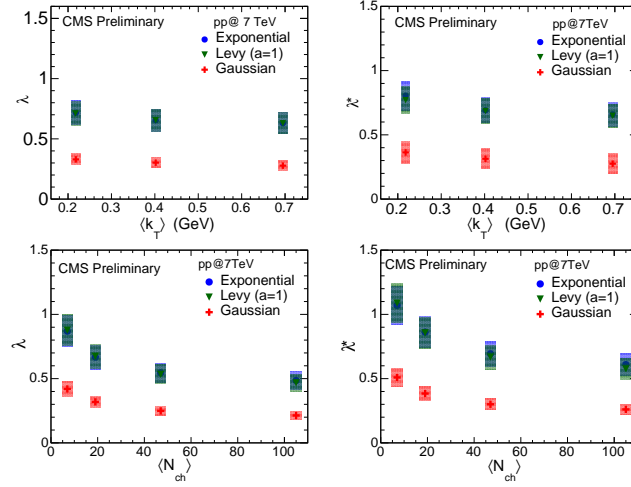 CMS Preliminary pp@ 7 TeV
Exponential
Levy (a=1)
Gaussian
λ
1.5
1
0.5
0
0.2 0.3 0.4 0.5 0.6 0.7
⟨k_T⟩ (GeV)
CMS Preliminary pp@7TeV
Exponential
Levy (a=1)
Gaussian
λ*
1.5
1
0.5
0
0.2 0.3 0.4 0.5 0.6 0.7
⟨k_T⟩ (GeV)
CMS Preliminary pp@7TeV
Exponential
Levy (a=1)
Gaussian
λ
1.5
1
0.5
0
0 20 40 60 80 100
⟨N_ch⟩
CMS Preliminary pp@7TeV
Exponential
Levy (a=1)
Gaussian
λ*
1.5
1
0.5
0
0 20 40 60 80 100
⟨N_ch⟩